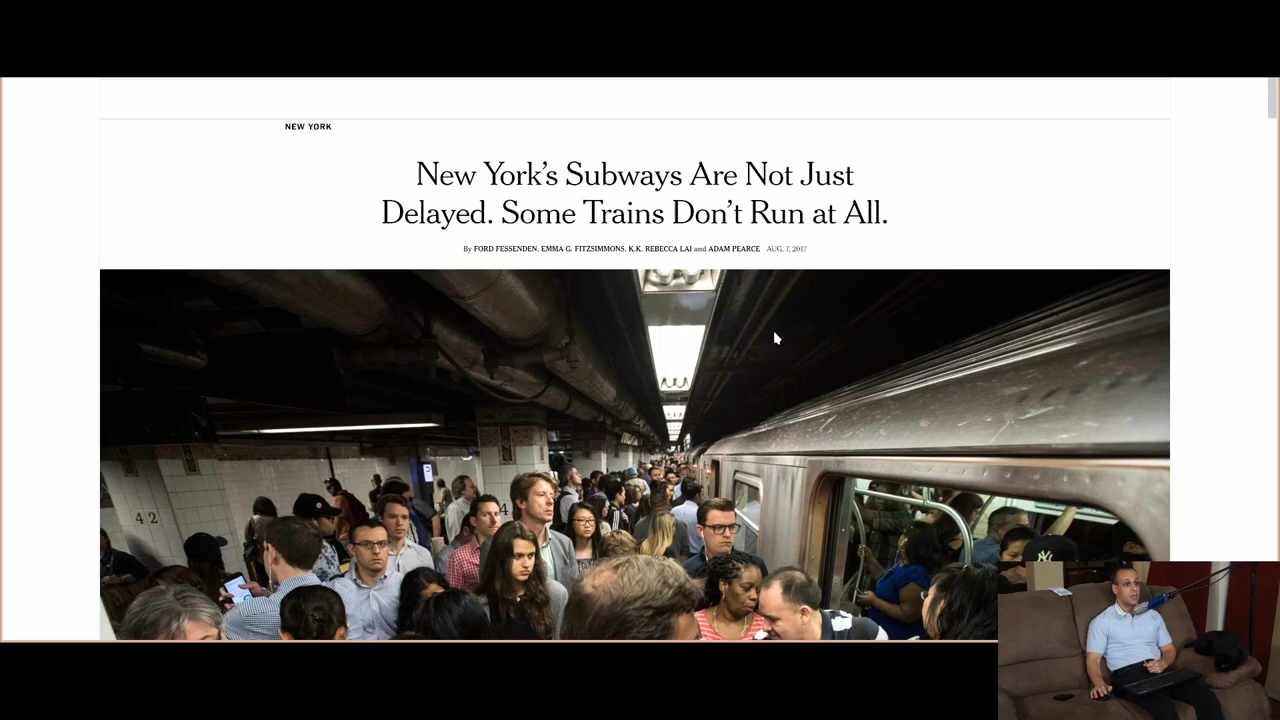 NEW YORK
New York’s Subways Are Not Just
Delayed. Some Trains Don’t Run at All.
By FORD FESSENDEN, EMMA G. FITZSIMMONS, K.K. REBECCA LAI and ADAM PEARCE AUG. 7, 2017
42
4